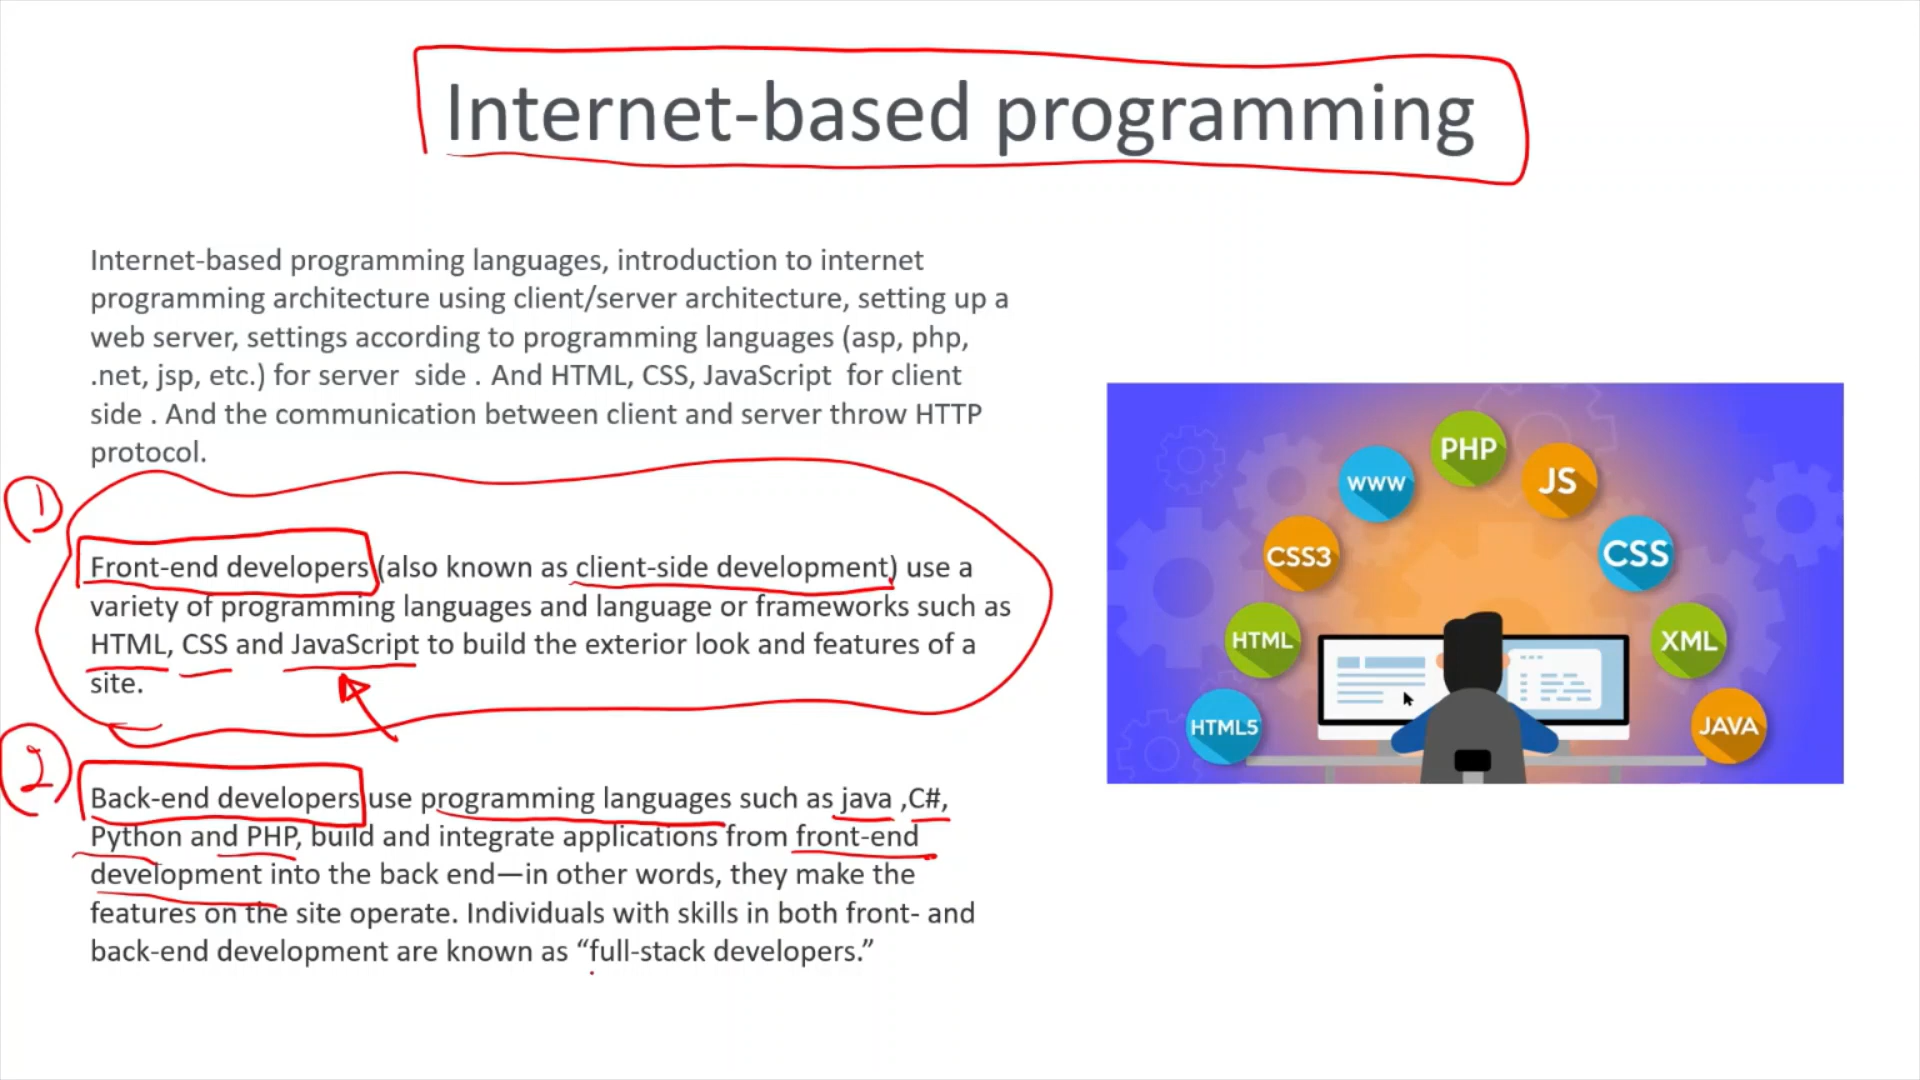 Internet-based programming
Internet-based programming languages, introduction to internet
programming architecture using client/server architecture, setting up a
web server, settings according to programming languages (asp, php,
.net, jsp, etc.) for server  side . And HTML, CSS, JavaScript  for client
side . And the communication between client and server throw HTTP
protocol.
1
Front-end developers (also known as client-side development) use a
variety of programming languages and language or frameworks such as
HTML, CSS and JavaScript to build the exterior look and features of a
site.
2
Back-end developers use programming languages such as java ,C#,
Python and PHP, build and integrate applications from front-end
development into the back end—in other words, they make the
features on the site operate. Individuals with skills in both front- and
back-end development are known as “full-stack developers.”
PHP
WWW
JS
CSS3
CSS
HTML
XML
HTML5
JAVA